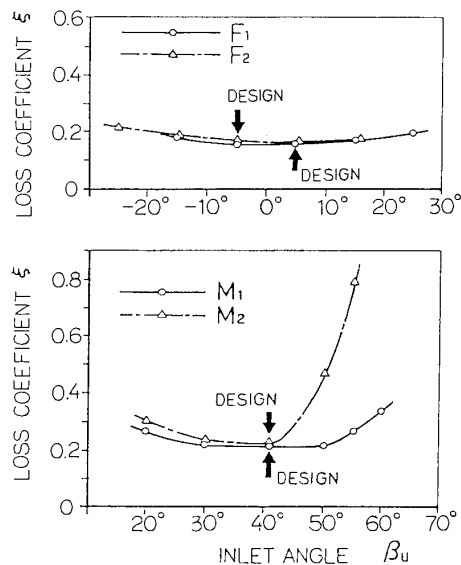 LOSS COEFFICIENT ξ
0.6
0.4
0.2
0
F1
F2
DESIGN
DESIGN
-20° -10° 0° 10° 20° 30°
LOSS COEEFICIENT ξ
0.8
0.6
0.4
0.2
0
M1
M2
DESIGN
DESIGN
20° 30° 40° 50° 60° 70°
INLET ANGLE βu